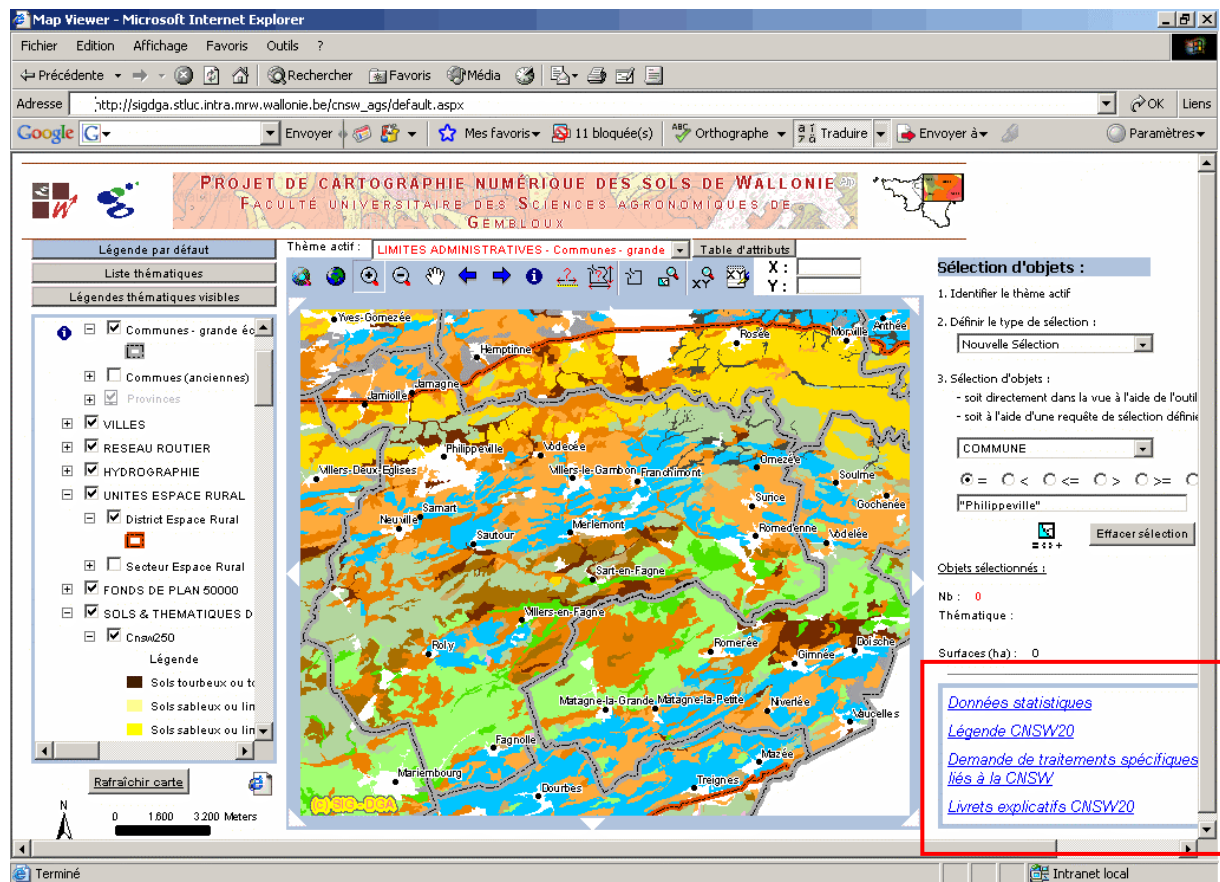 Map Viewer - Microsoft Internet Explorer
Fichier Edition Affichage Favoris Outils ?
Précédente Rechercher Favoris Média
Adresse http://sigdga.stluc.intra.mrw.wallonie.be/cnsw_ags/default.aspx OK Liens
Google G Envoyer Mes favoris 11 bloquée(s) ABC Orthographe Traduire Envoyer à Paramètres
PROJET DE CARTOGRAPHIE NUMÉRIQUE DES SOLS DE WALLONIE
FACULTÉ UNIVERSITAIRE DES SCIENCES AGRONOMIQUES DE
GEMBLOUX
Légende par défaut
Liste thématiques
Légendes thématiques visibles
Thème actif : LIMITES ADMINISTRATIVES - Communes - grande Table d'attributs
X :
Y :
Communes - grande éc
Commues (anciennes)
Provinces
VILLES
RESEAU ROUTIER
HYDROGRAPHIE
UNITES ESPACE RURAL
District Espace Rural
Secteur Espace Rural
FONDS DE PLAN 50000
SOLS & THEMATIQUES D
Cnsw250
Légende
Sols tourbeux ou to
Sols sableux ou lin
Sols sableux ou lin
Rafraîchir carte
N
0 1.600 3.200 Meters
Yves-Gomezée
Rosée
Morville
Anthée
Hemptinne
Jamagne
Jamiolle
Philippeville
Vodecée
Villers-Deux-Eglises
Villers-le-Gambon
Franchimont
Omezée
Soulme
Surice
Gochenée
Samart
Neuville
Sautour
Merlemont
Romedenne
Vodelée
Sart-en-Fagne
Villers-en-Fagne
Roly
Romerée
Gimnée
Doische
Matagne-la-Grande
Matagne-la-Petite
Niverlée
Vaucelles
Fagnolle
Mazée
Mariembourg
Dourbes
Treignes
(c) SIG-DGA
Sélection d'objets :
1. Identifier le thème actif
2. Définir le type de sélection :
Nouvelle Sélection
3. Sélection d'objets :
- soit directement dans la vue à l'aide de l'outil
- soit à l'aide d'une requête de sélection définie
COMMUNE
= < <= > >=
"Philippeville"
Effacer sélection
Objets sélectionnés :
Nb : 0
Thématique :
Surfaces (ha) : 0
Données statistiques
Légende CNSW20
Demande de traitements spécifiques
liés à la CNSW
Livrets explicatifs CNSW20
Terminé
Intranet local